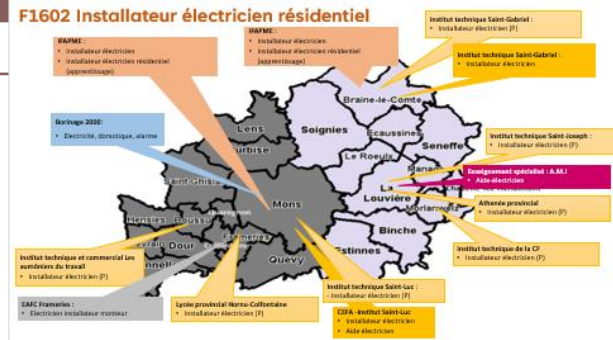 F1602 Installateur électricien résidentiel
IFAPME :
• Installateur électricien
• Installateur électricien résidentiel
(apprentissage)
IFAPME :
• Installateur électricien
• Installateur électricien résidentiel
(apprentissage)
Institut technique Saint-Gabriel :
• Installateur électricien (P)
Institut technique Saint-Gabriel :
• Installateur électricien
Borinage 2000:
• Electricité, domotique, alarme
Institut technique Saint-Joseph :
• Installateur électricien (P)
Enseignement spécialisé : A.M.I
• Aide-électricien
Athenée provincial
• Installateur électricien (P)
Institut technique de la CF
• Installateur électricien (P)
Braine-le-Comte
Soignies
Ecaussines
Seneffe
Le Roeulx
Lens
Mons
La
Louvière
Binche
Estinnes
Hensies
Boussu
Dour
Frameries
Quévy
Institut technique et commercial Les
aumôniers du travail
• Installateur électricien (P)
EAFC Frameries :
• Electricien installateur monteur
Lycée provincial Hornu-Colfontaine
• Installateur électricien (P)
Institut technique Saint-Luc :
- Installateur électricien (P)
CEFA -Institut Saint-Luc
• Installateur électricien
• Aide électricien